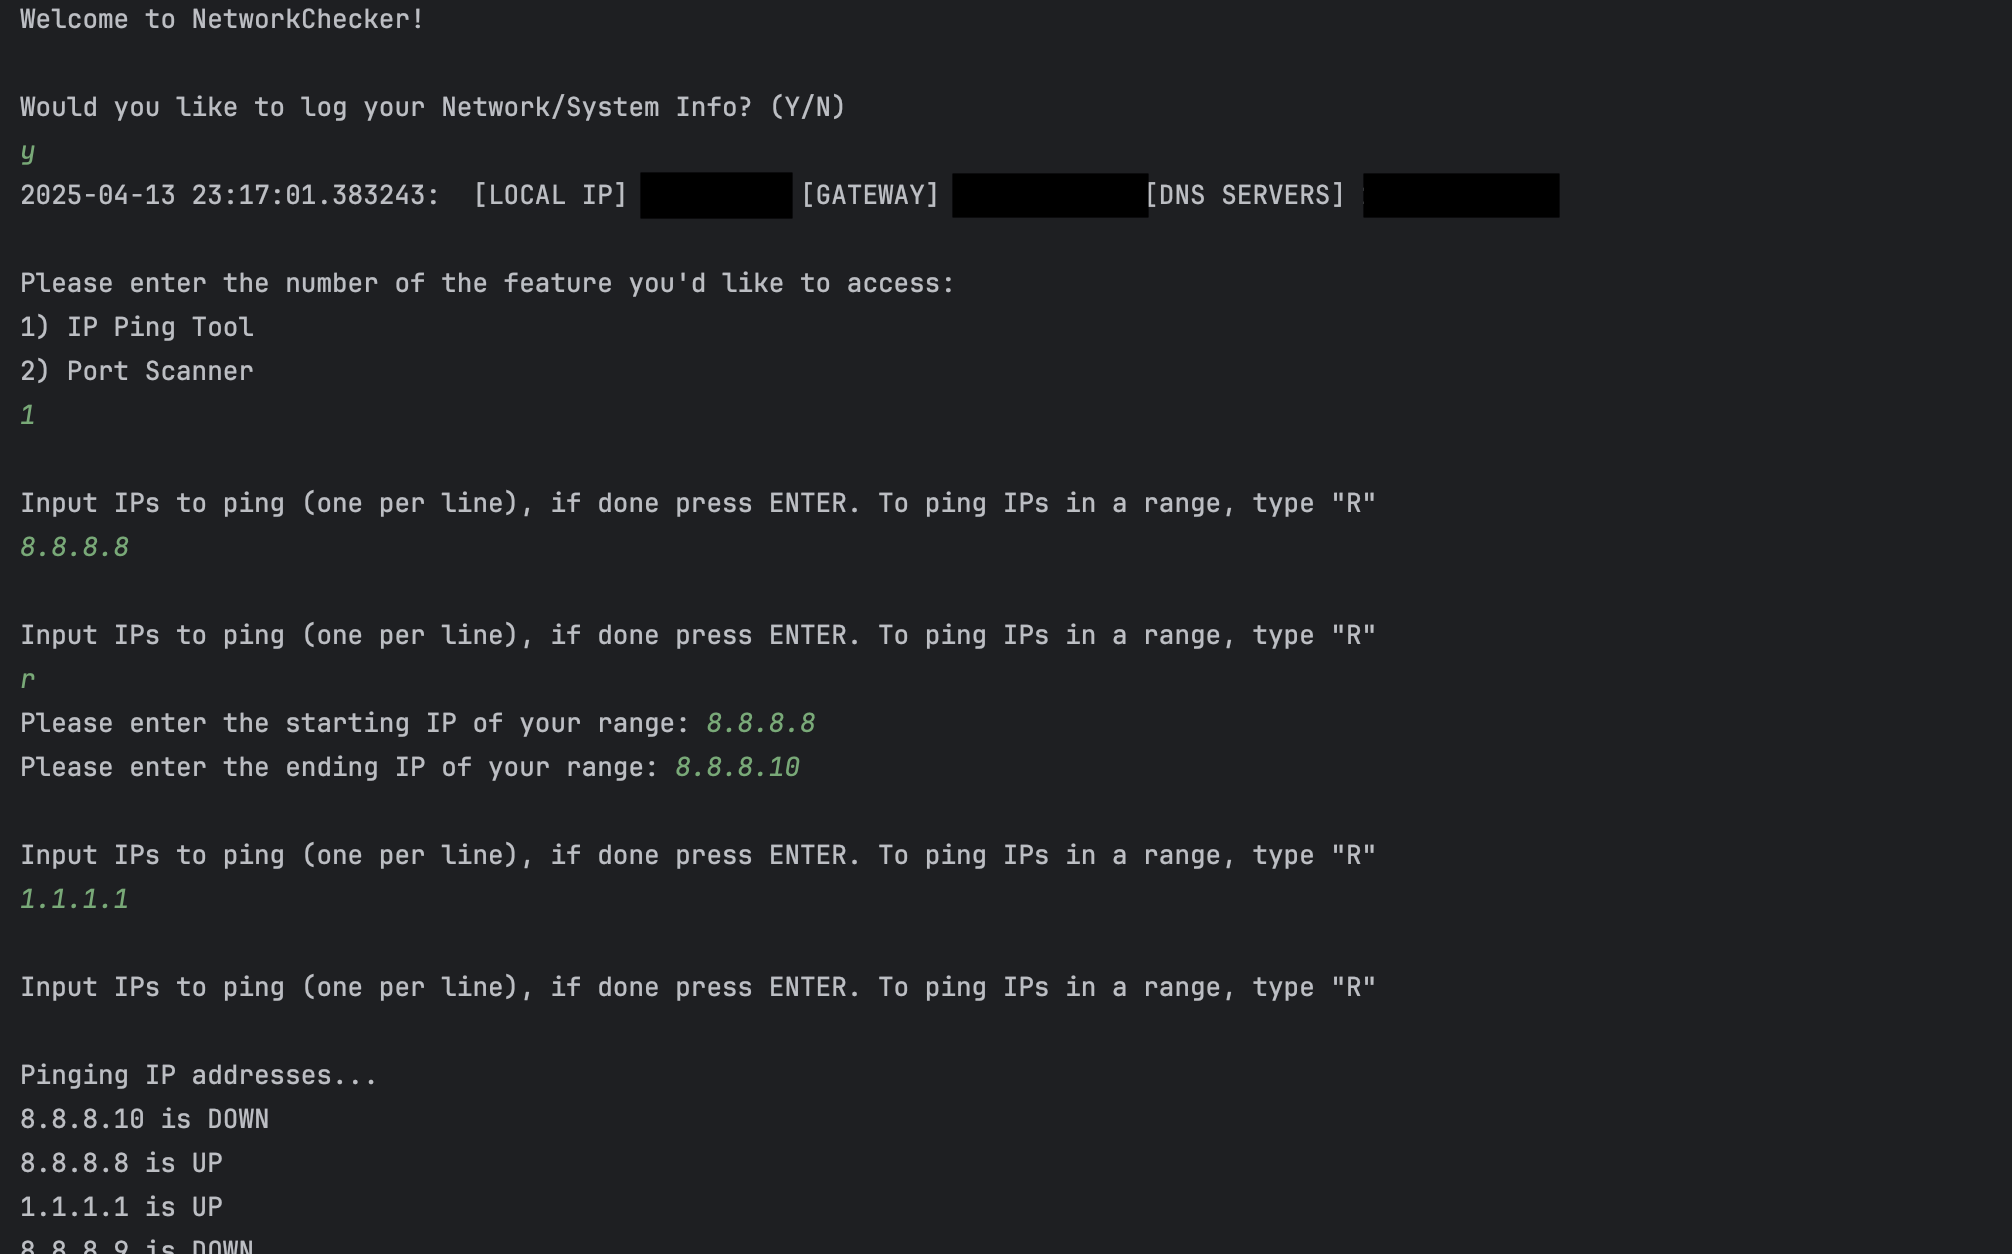 Welcome to NetworkChecker!
Would you like to log your Network/System Info? (Y/N)
y
2025-04-13 23:17:01.383243:  [LOCAL IP] [GATEWAY] [DNS SERVERS]
Please enter the number of the feature you'd like to access:
1) IP Ping Tool
2) Port Scanner
1
Input IPs to ping (one per line), if done press ENTER. To ping IPs in a range, type "R"
8.8.8.8
Input IPs to ping (one per line), if done press ENTER. To ping IPs in a range, type "R"
r
Please enter the starting IP of your range: 8.8.8.8
Please enter the ending IP of your range: 8.8.8.10
Input IPs to ping (one per line), if done press ENTER. To ping IPs in a range, type "R"
1.1.1.1
Input IPs to ping (one per line), if done press ENTER. To ping IPs in a range, type "R"
Pinging IP addresses...
8.8.8.10 is DOWN
8.8.8.8 is UP
1.1.1.1 is UP
8.8.8.9 is DOWN